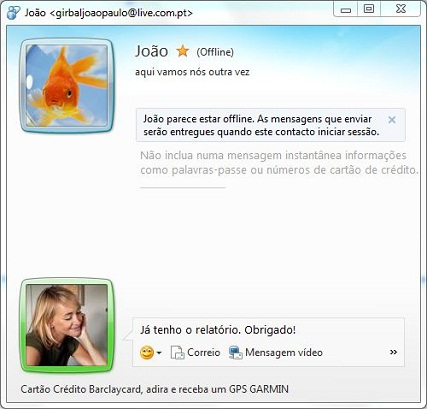 João <girbaljoaopaulo@live.com.pt>
João (Offline)
aqui vamos nós outra vez
João parece estar offline. As mensagens que enviar
serão entregues quando este contacto iniciar sessão.
Não inclua numa mensagem instantânea informações
como palavras-passe ou números de cartão de crédito.
Já tenho o relatório. Obrigado!
Correio Mensagem vídeo »
Cartão Crédito Barclaycard, adira e receba um GPS GARMIN